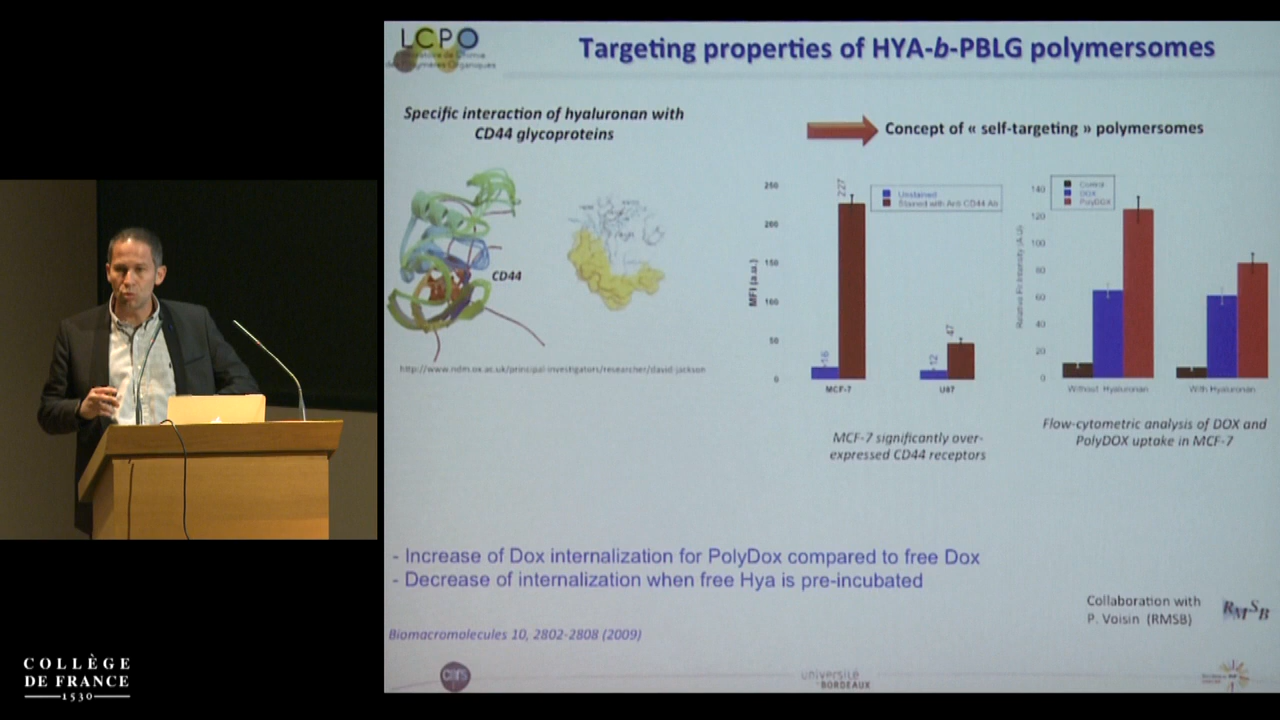 LCPO
Targeting properties of HYA-b-PBLG polymersomes
Specific interaction of hyaluronan with
CD44 glycoproteins
CD44
http://www.ndm.ox.ac.uk/principal-investigators/researcher/david-jackson
Concept of « self-targeting » polymersomes
Unstained
Stained with Anti CD44 Ab
MFI (a.u.)
250
200
150
100
50
0
16
227
12
47
MCF-7
U87
MCF-7 significantly over-
expressed CD44 receptors
Control
DOX
PolyDOX
140
120
100
80
60
40
20
0
Without Hyaluronan
With Hyaluronan
Flow-cytometric analysis of DOX and
PolyDOX uptake in MCF-7
- Increase of Dox internalization for PolyDox compared to free Dox
- Decrease of internalization when free Hya is pre-incubated
Collaboration with
P. Voisin (RMSB)
RMSB
Biomacromolecules 10, 2802-2808 (2009)
cnrs
université
BORDEAUX
COLLÈGE
DE FRANCE
1530